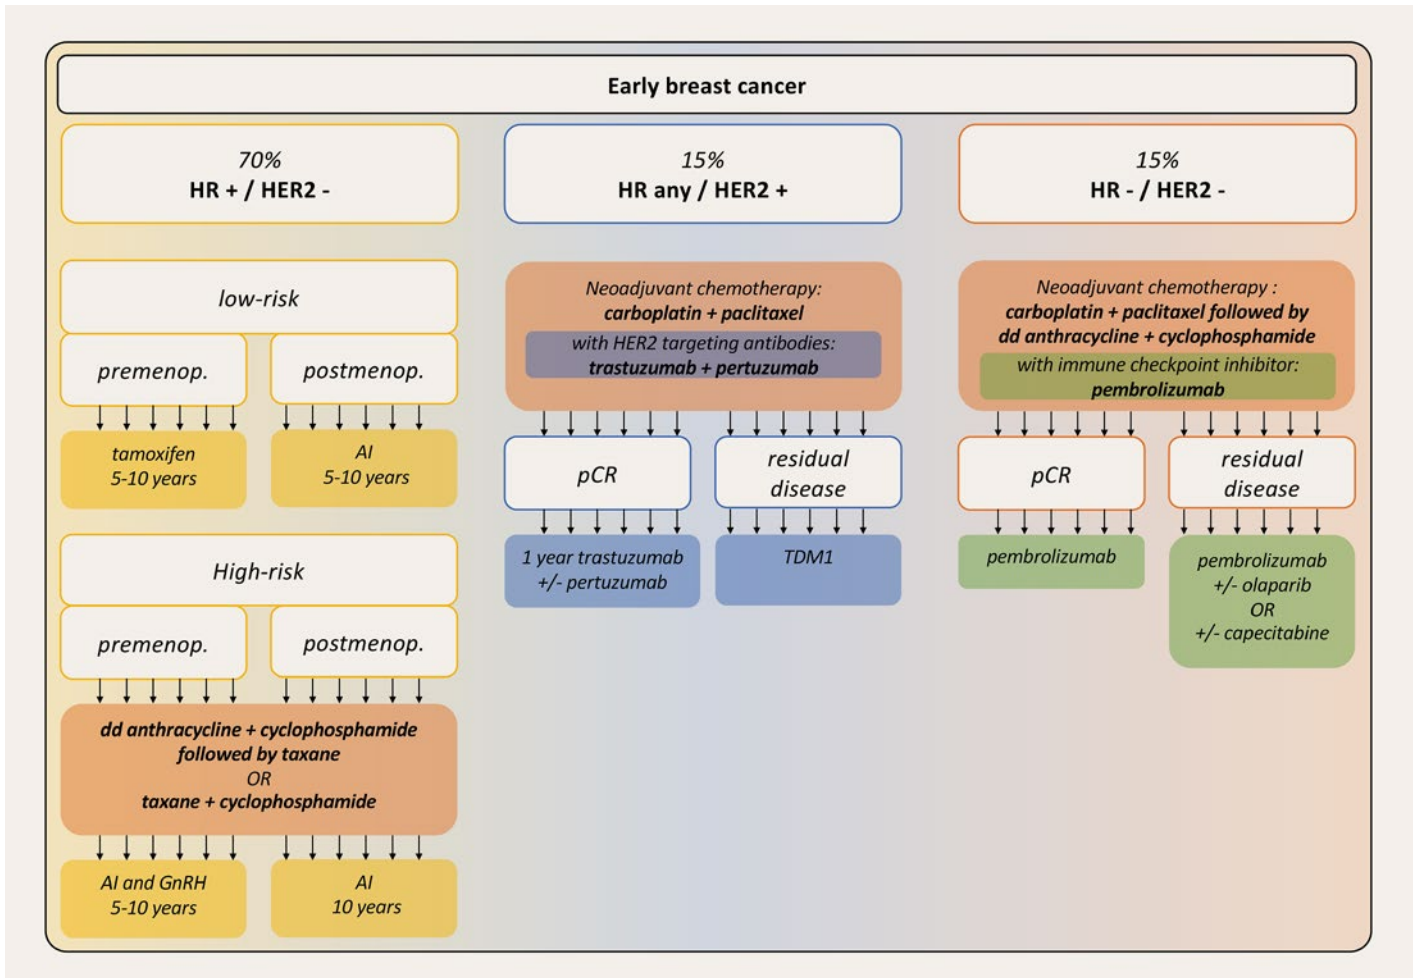 Early breast cancer
70%
HR + / HER2 -
low-risk
premenop.
postmenop.
tamoxifen
5-10 years
AI
5-10 years
High-risk
premenop.
postmenop.
dd anthracycline + cyclophosphamide
followed by taxane
OR
taxane + cyclophosphamide
AI and GnRH
5-10 years
AI
10 years
15%
HR any / HER2 +
Neoadjuvant chemotherapy:
carboplatin + paclitaxel
with HER2 targeting antibodies:
trastuzumab + pertuzumab
pCR
residual
disease
1 year trastuzumab
+/- pertuzumab
TDM1
15%
HR - / HER2 -
Neoadjuvant chemotherapy :
carboplatin + paclitaxel followed by
dd anthracycline + cyclophosphamide
with immune checkpoint inhibitor:
pembrolizumab
pCR
residual
disease
pembrolizumab
pembrolizumab
+/- olaparib
OR
+/- capecitabine